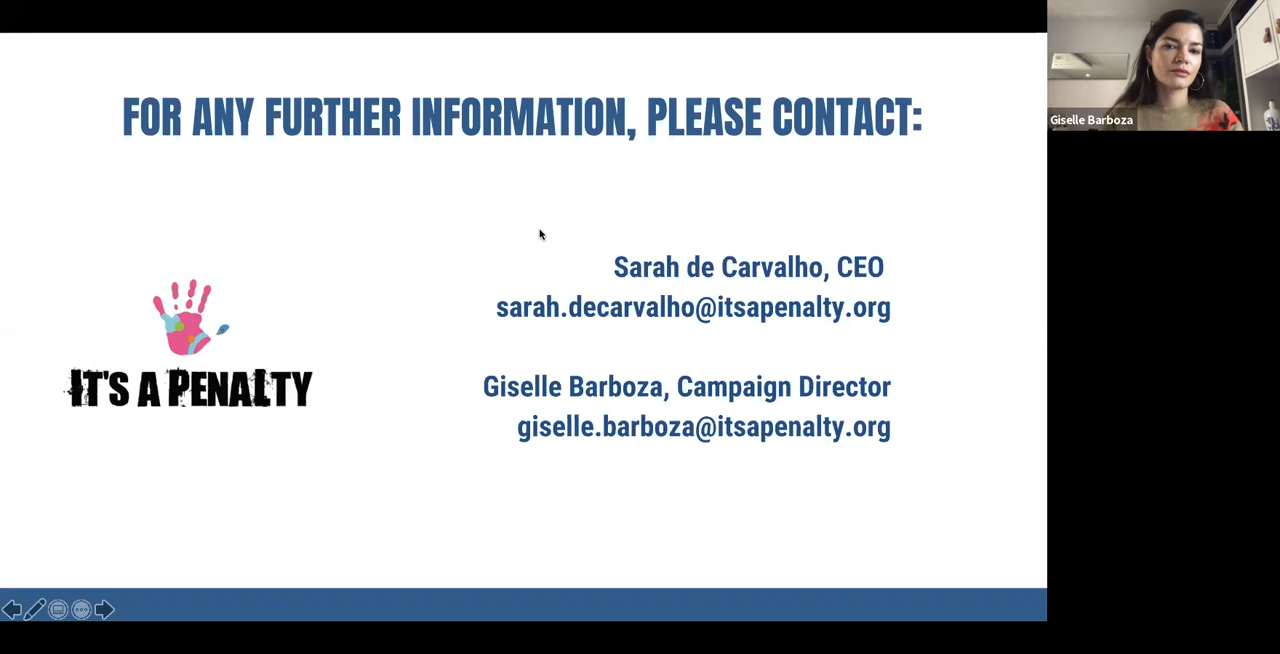 FOR ANY FURTHER INFORMATION, PLEASE CONTACT:
Sarah de Carvalho, CEO
sarah.decarvalho@itsapenalty.org
Giselle Barboza, Campaign Director
giselle.barboza@itsapenalty.org
IT'S A PENALTY
Giselle Barboza